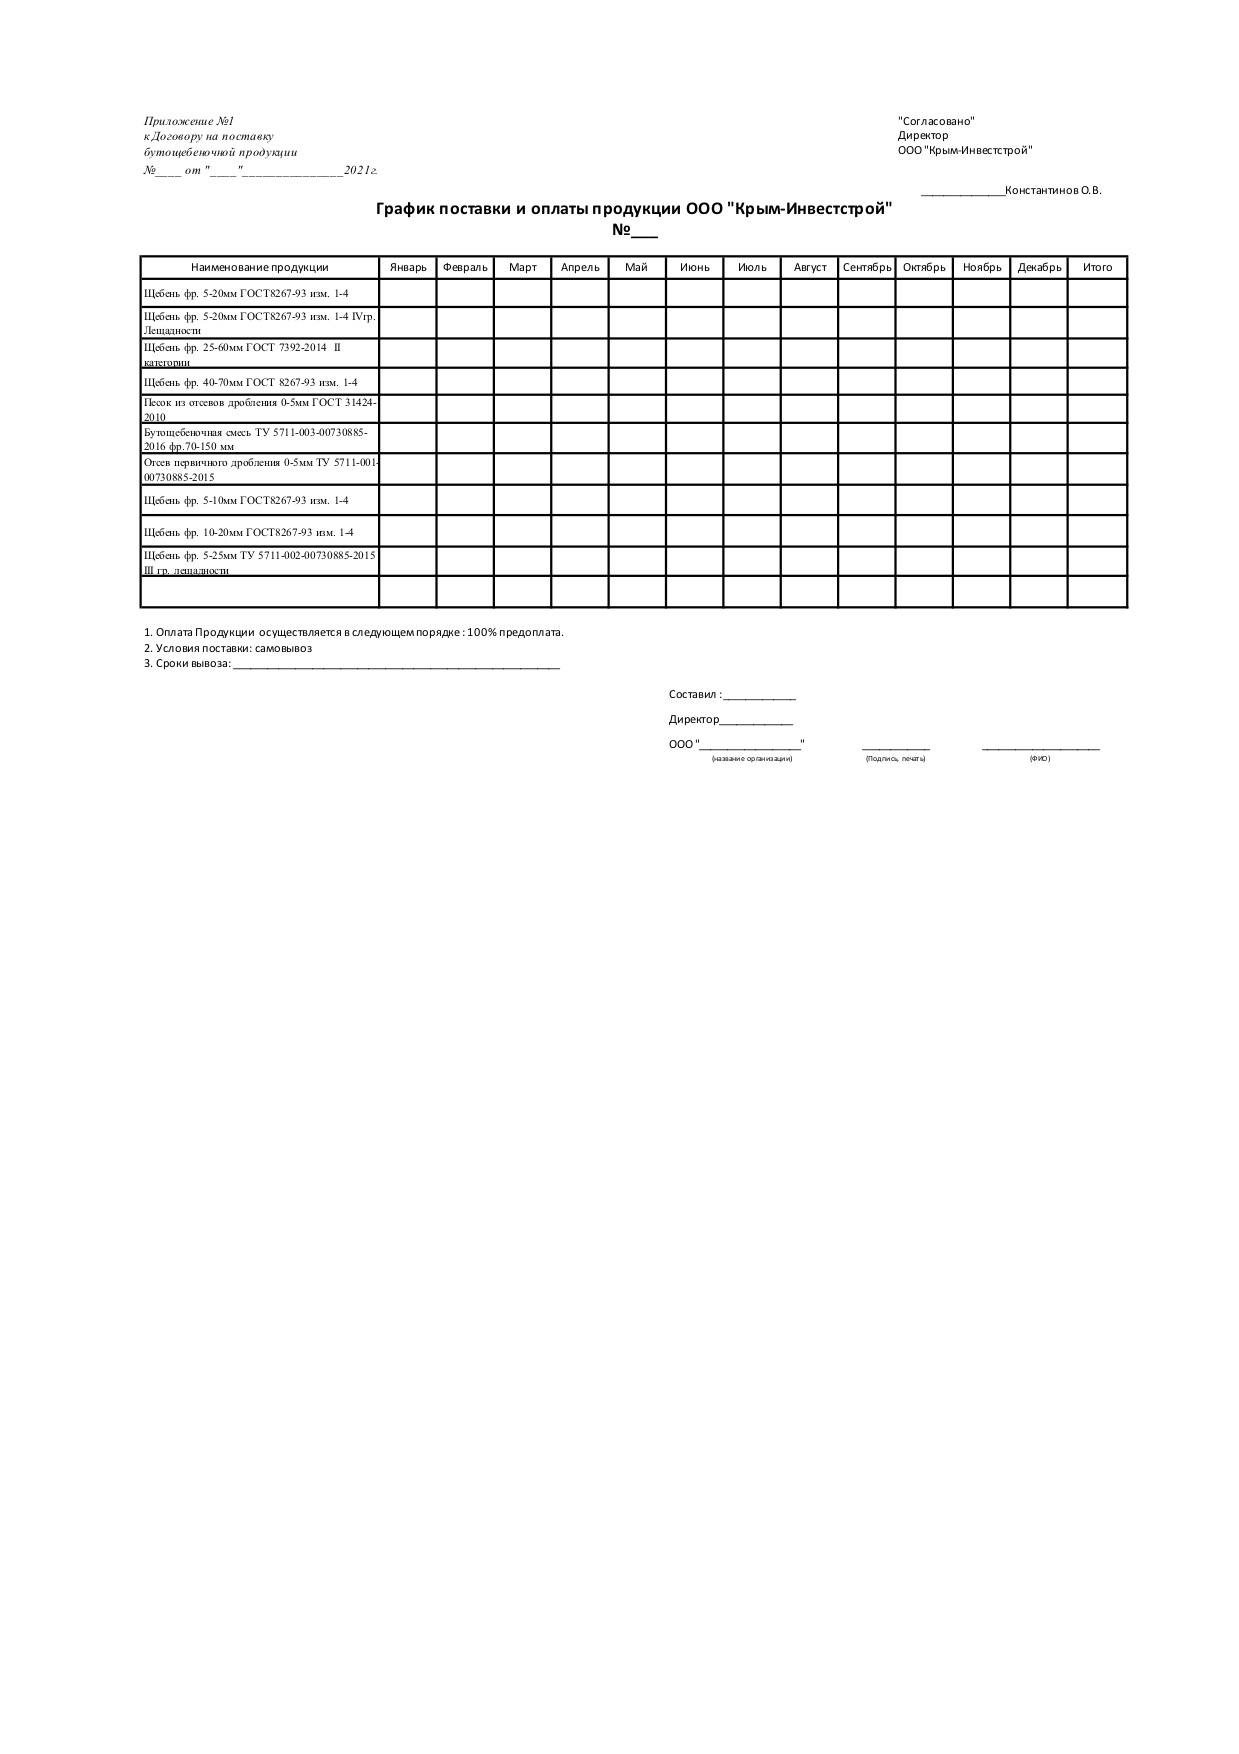 Приложение №1
к Договору на поставку
бутощебеночной продукции
№____ от "____"_______________2021г.
"Согласовано"
Директор
ООО "Крым-Инвестстрой"
_______________Константинов О.В.
График поставки и оплаты продукции ООО "Крым-Инвестстрой"
№___
Наименование продукции Январь Февраль Март Апрель Май Июнь Июль Август Сентябрь Октябрь Ноябрь Декабрь Итого
Щебень фр. 5-20мм ГОСТ8267-93 изм. 1-4
Щебень фр. 5-20мм ГОСТ8267-93 изм. 1-4 IVгр.
Лещадности
Щебень фр. 25-60мм ГОСТ 7392-2014 II
категории
Щебень фр. 40-70мм ГОСТ 8267-93 изм. 1-4
Песок из отсевов дробления 0-5мм ГОСТ 31424-
2010
Бутощебеночная смесь ТУ 5711-003-00730885-
2016 фр.70-150 мм
Отсев первичного дробления 0-5мм ТУ 5711-001-
00730885-2015
Щебень фр. 5-10мм ГОСТ8267-93 изм. 1-4
Щебень фр. 10-20мм ГОСТ8267-93 изм. 1-4
Щебень фр. 5-25мм ТУ 5711-002-00730885-2015
III гр. лещадности
1. Оплата Продукции осуществляется в следующем порядке : 100% предоплата.
2. Условия поставки: самовывоз
3. Сроки вывоза: __________________________________________________________
Составил :_____________
Директор_____________
ООО "__________________" ____________ _____________________
(название организации) (Подпись, печать) (ФИО)